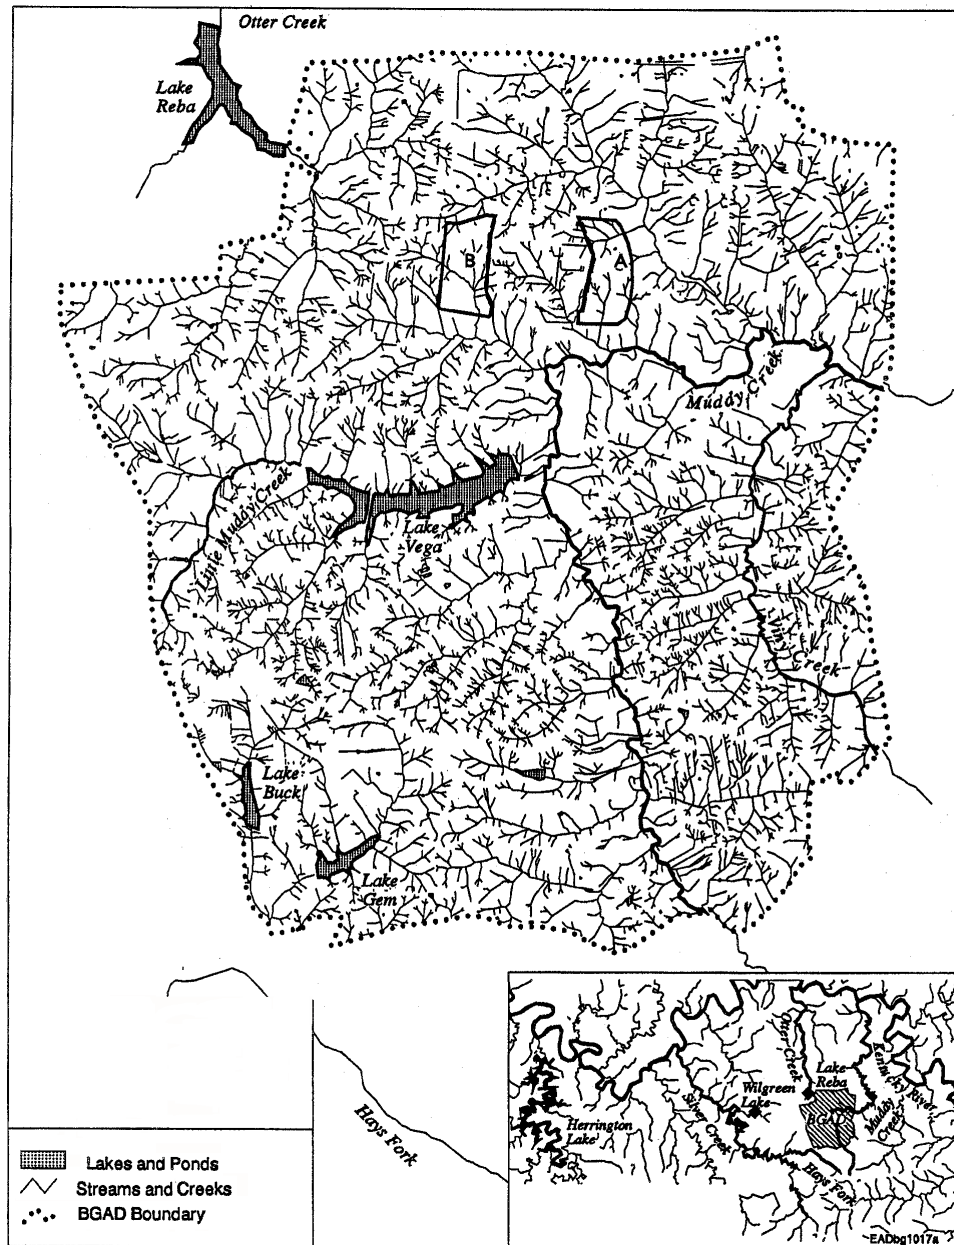 Otter Creek
Lake
Reba
B
A
Muddy Creek
Little Muddy Creek
Lake
Vega
Viny Creek
Lake
Buck
Lake
Gem
Hays Fork
Otter Creek
Lake
Reba
Kentucky River
Wilgreen
Lake
Silver Creek
BGAD
Muddy
Creek
Herrington
Lake
Hays Fork
Lakes and Ponds
Streams and Creeks
BGAD Boundary
EADbg1017a